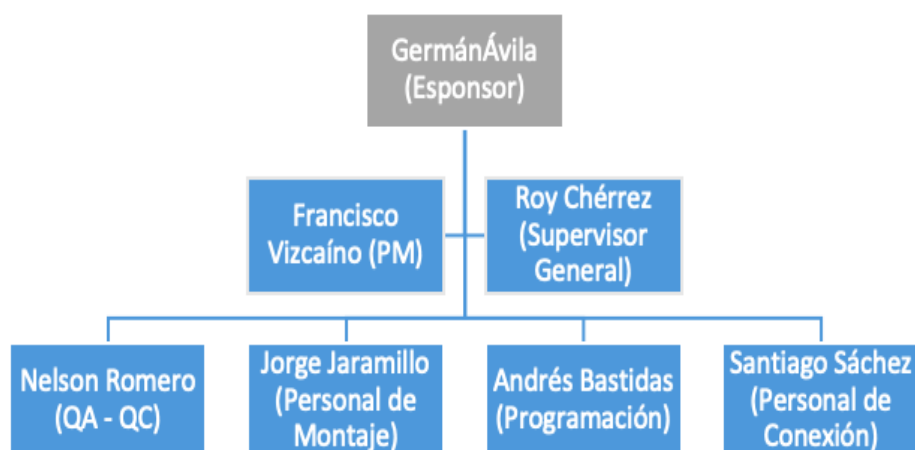 GermánÁvila
(Esponsor)
Francisco
Vizcaíno (PM)
Roy Chérrez
(Supervisor
General)
Nelson Romero
(QA - QC)
Jorge Jaramillo
(Personal de
Montaje)
Andrés Bastidas
(Programación)
Santiago Sáchez
(Personal de
Conexión)